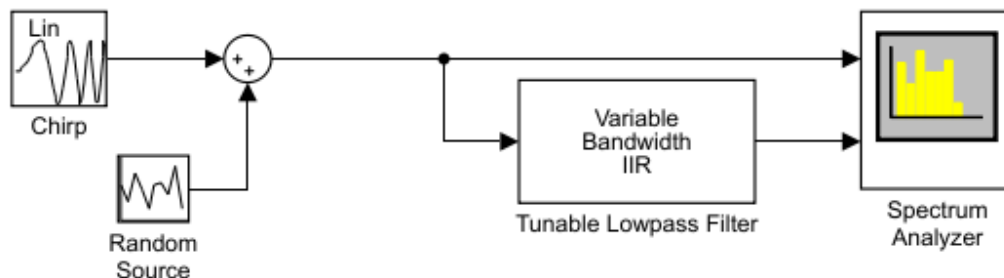 Lin
Chirp
+
+
Random
Source
Variable
Bandwidth
IIR
Tunable Lowpass Filter
Spectrum
Analyzer